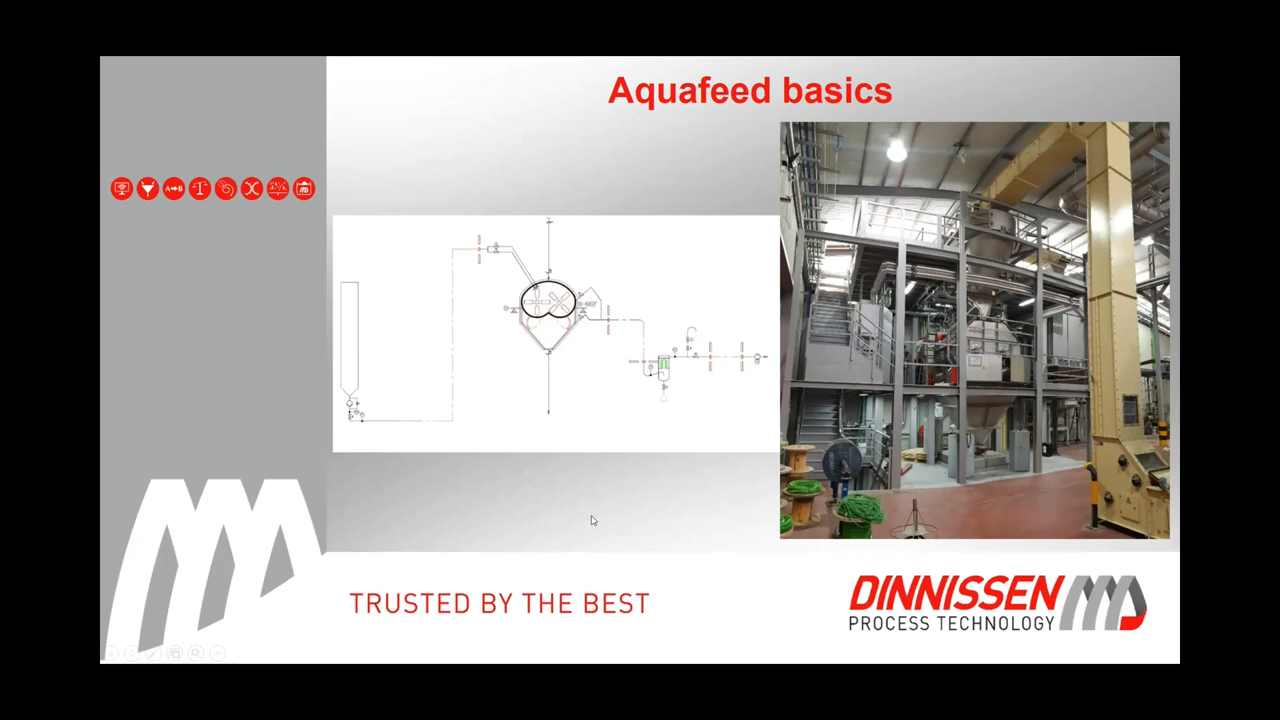 Aquafeed basics
A B
TRUSTED BY THE BEST
DINNISSEN
PROCESS TECHNOLOGY